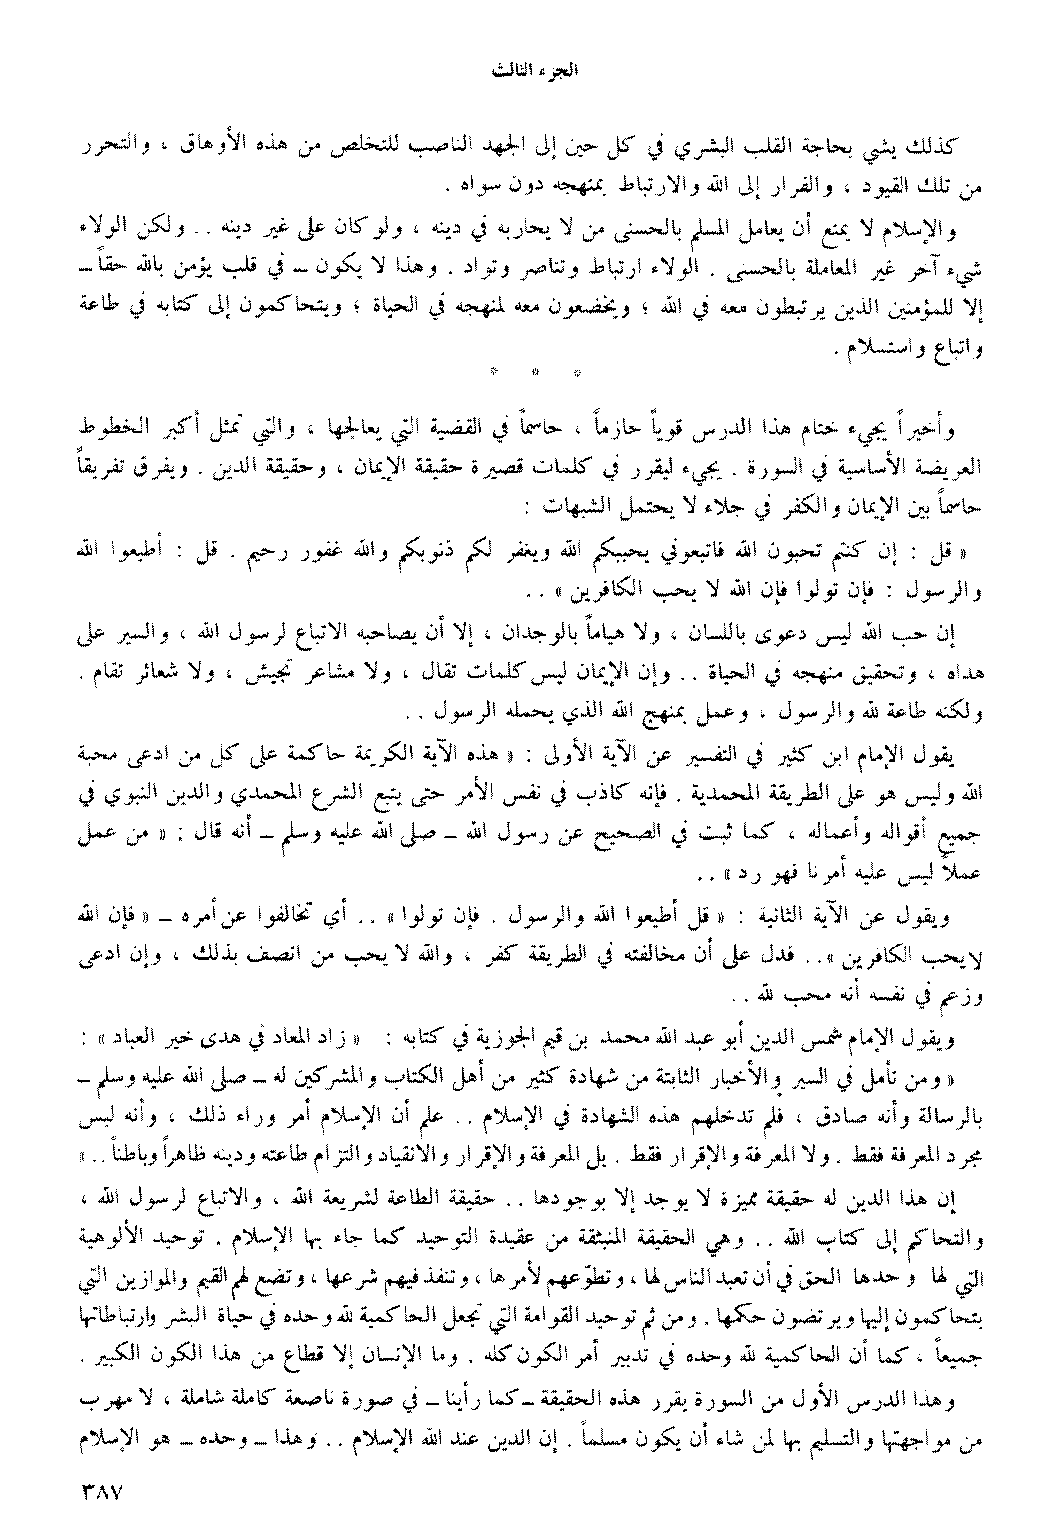 الجزء الثالث
كذلك يشي بحاجة القلب البشري في كل حين إلى الجهد الناصب للتخلص من هذه الأوهاق ، والتحرر
من تلك القيود ، والفرار إلى الله والارتباط بمنهجه دون سواه .
والإسلام لا يمنع أن يعامل المسلم بالحسنى من لا يحاربه في دينه ، ولو كان على غير دينه .. ولكن الولاء
شيء آخر غير المعاملة بالحسنى . الولاء ارتباط وتناصر وتواد . وهذا لا يكون ــ في قلب يؤمن بالله حقاً ــ
إلا للمؤمنين الذين يرتبطون معه في الله ؛ ويخضعون معه لمنهجه في الحياة ؛ ويتحاكمون إلى كتابه في طاعة
واتباع واستسلام .
* * *
وأخيراً يجيء ختام هذا الدرس قوياً حازماً ، حاسماً في القضية التي يعالجها ، والتي تمثل أكبر الخطوط
العريضة الأساسية في السورة . يجيء ليقرر في كلمات قصيرة حقيقة الإيمان ، وحقيقة الدين . ويفرق تفريقاً
حاسماً بين الإيمان والكفر في جلاء لا يحتمل الشبهات :
« قل : إن كنتم تحبون الله فاتبعوني يحببكم الله ويغفر لكم ذنوبكم والله غفور رحيم . قل : أطيعوا الله
والرسول : فإن تولوا فإن الله لا يحب الكافرين » ..
إن حب الله ليس دعوى باللسان ، ولا هياماً بالوجدان ، إلا أن يصاحبه الاتباع لرسول الله ، والسير على
هداه ، وتحقيق منهجه في الحياة .. وإن الإيمان ليس كلمات تقال ، ولا مشاعر تجيش ، ولا شعائر تقام .
ولكنه طاعة لله والرسول ، وعمل بمنهج الله الذي يحمله الرسول ..
يقول الإمام ابن كثير في التفسير عن الآية الأولى : « هذه الآية الكريمة حاكمة على كل من ادعى محبة
الله وليس هو على الطريقة المحمدية . فإنه كاذب في نفس الأمر حتى يتبع الشرع المحمدي والدين النبوي في
جميع أقواله وأعماله ، كما ثبت في الصحيح عن رسول الله ــ صلى الله عليه وسلم ــ أنه قال : « من عمل
عملاً ليس عليه أمرنا فهو رد » ..
ويقول عن الآية الثانية : « قل أطيعوا الله والرسول . فإن تولوا » .. أي تخالفوا عن أمره ــ « فإن الله
لا يحب الكافرين ».. فدل على أن مخالفته في الطريقة كفر ، والله لا يحب من اتصف بذلك ، وإن ادعى
وزعم في نفسه أنه محب لله ..
ويقول الإمام شمس الدين أبو عبد الله محمد بن قيم الجوزية في كتابه : « زاد المعاد في هدى خير العباد » :
« ومن تأمل في السير والأخبار الثابتة من شهادة كثير من أهل الكتاب والمشركين له ــ صلى الله عليه وسلم ــ
بالرسالة وأنه صادق ، فلم تدخلهم هذه الشهادة في الإسلام .. علم أن الإسلام أمر وراء ذلك ، وأنه ليس
مجرد المعرفة فقط . ولا المعرفة والإقرار فقط . بل المعرفة والإقرار والانقياد والتزام طاعته ودينه ظاهراً وباطناً .. »
إن هذا الدين له حقيقة مميزة لا يوجد إلا بوجودها .. حقيقة الطاعة لشريعة الله ، والاتباع لرسول الله ،
والتحاكم إلى كتاب الله .. وهي الحقيقة المنبثقة من عقيدة التوحيد كما جاء بها الإسلام . توحيد الألوهية
التي لها وحدها الحق في أن تعبد الناس لها ، وتطوّعهم لأمرها ، وتنفذ فيهم شرعها ، وتضع لهم القيم والموازين التي
يتحاكمون إليها ويرتضون حكمها . ومن ثم توحيد القوامة التي تجعل الحاكمية لله وحده في حياة البشر وارتباطاتها
جميعاً ، كما أن الحاكمية لله وحده في تدبير أمر الكون كله . وما الإنسان إلا قطاع من هذا الكون الكبير .
وهذا الدرس الأول من السورة يقرر هذه الحقيقة ــ كما رأينا ــ في صورة ناصعة كاملة شاملة ، لا مهرب
من مواجهتها والتسليم بها لمن شاء أن يكون مسلماً . إن الدين عند الله الإسلام .. وهذا ــ وحده ــ هو الإسلام
٣٨٧